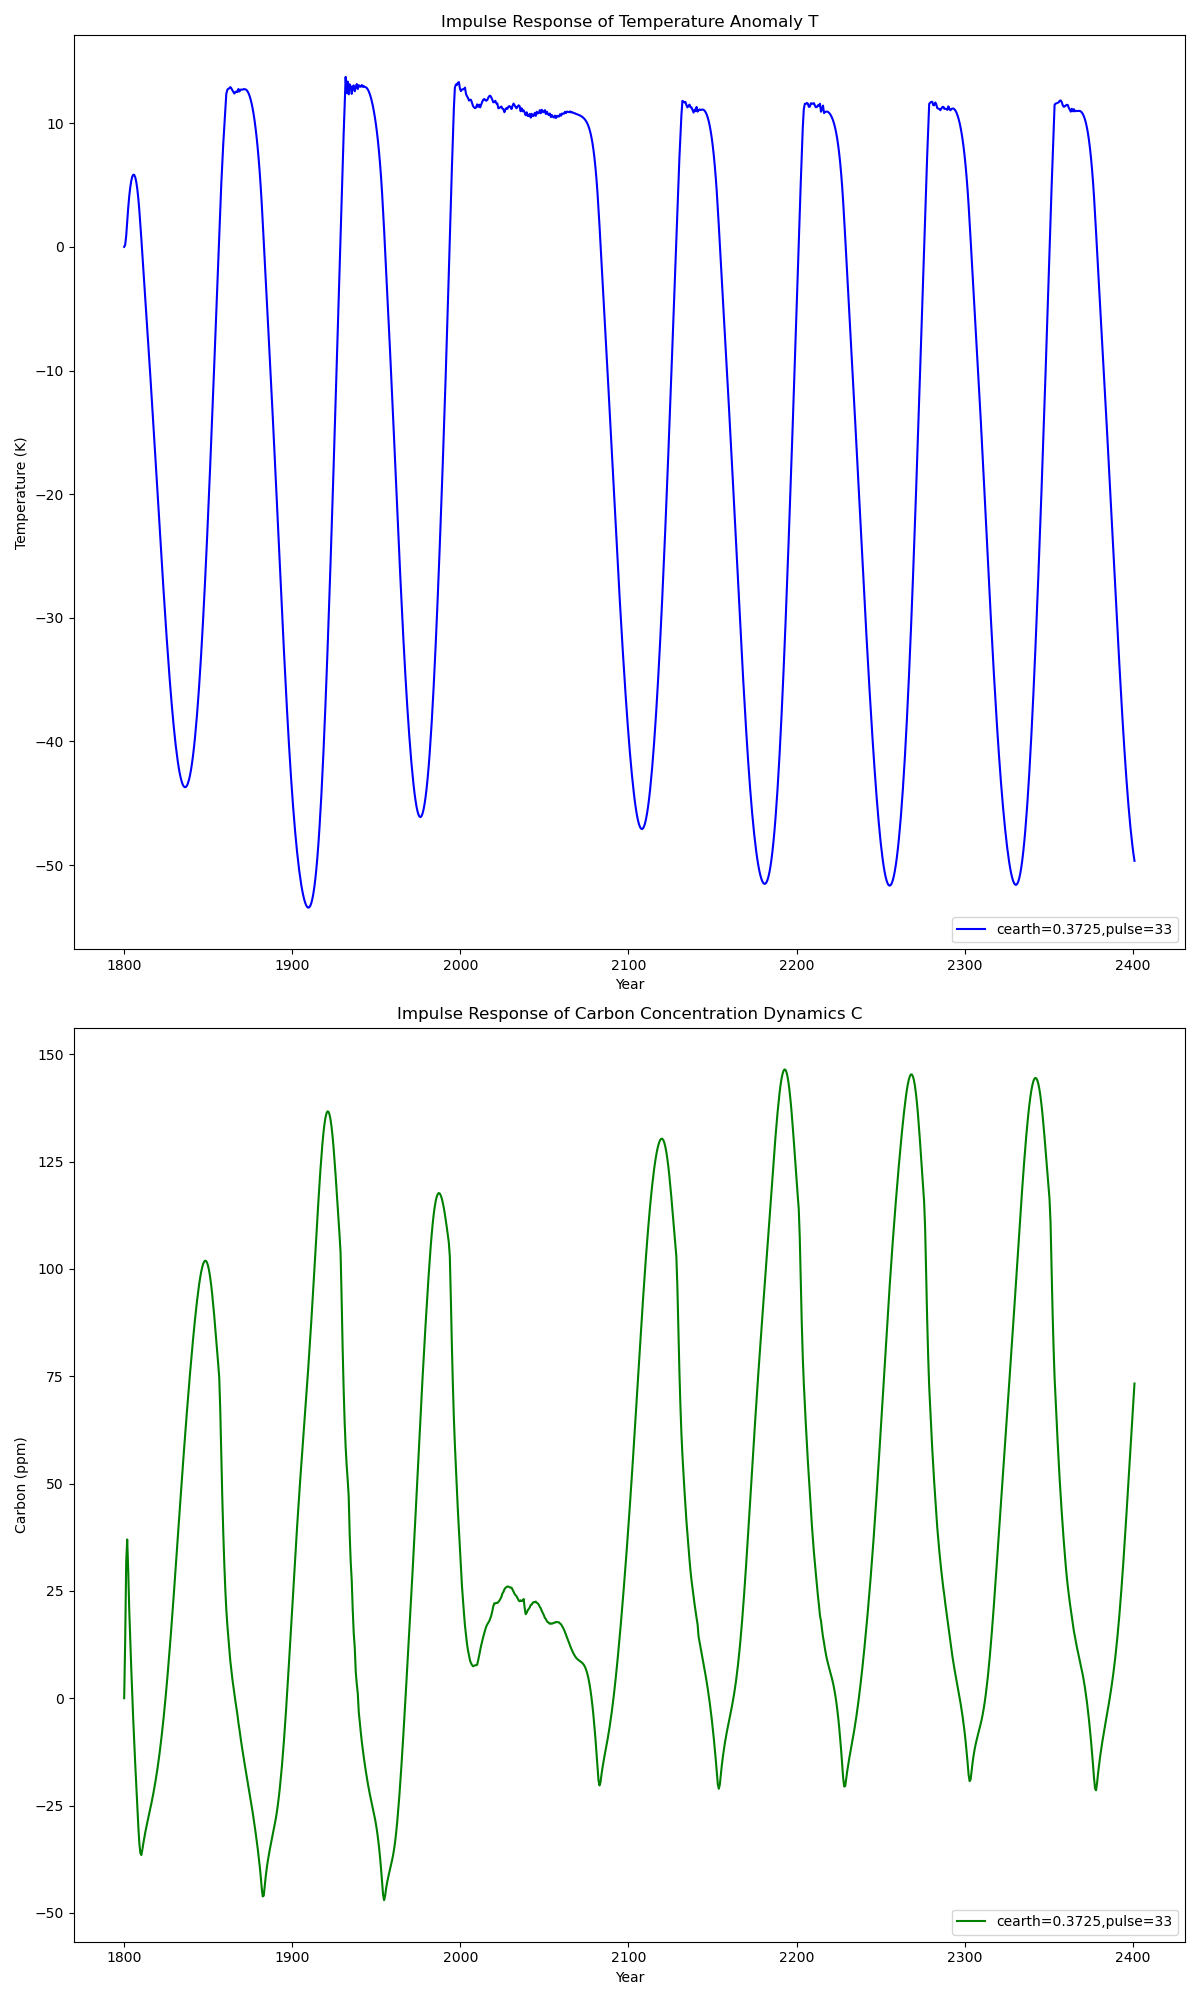 Impulse Response of Temperature Anomaly T
10
0
−10
−20
−30
−40
−50
Temperature (K)
cearth=0.3725,pulse=33
1800 1900 2000 2100 2200 2300 2400
Year
Impulse Response of Carbon Concentration Dynamics C
150
125
100
75
50
25
0
−25
−50
Carbon (ppm)
cearth=0.3725,pulse=33
1800 1900 2000 2100 2200 2300 2400
Year